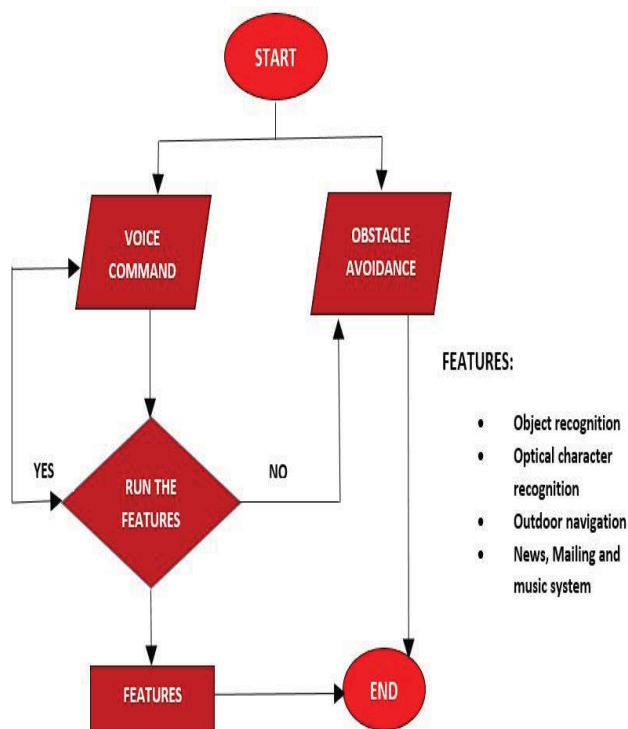 START
VOICE
COMMAND
OBSTACLE
AVOIDANCE
YES
RUN THE
FEATURES
NO
FEATURES
END
FEATURES:
Object recognition
Optical character
recognition
Outdoor navigation
News, Mailing and
music system